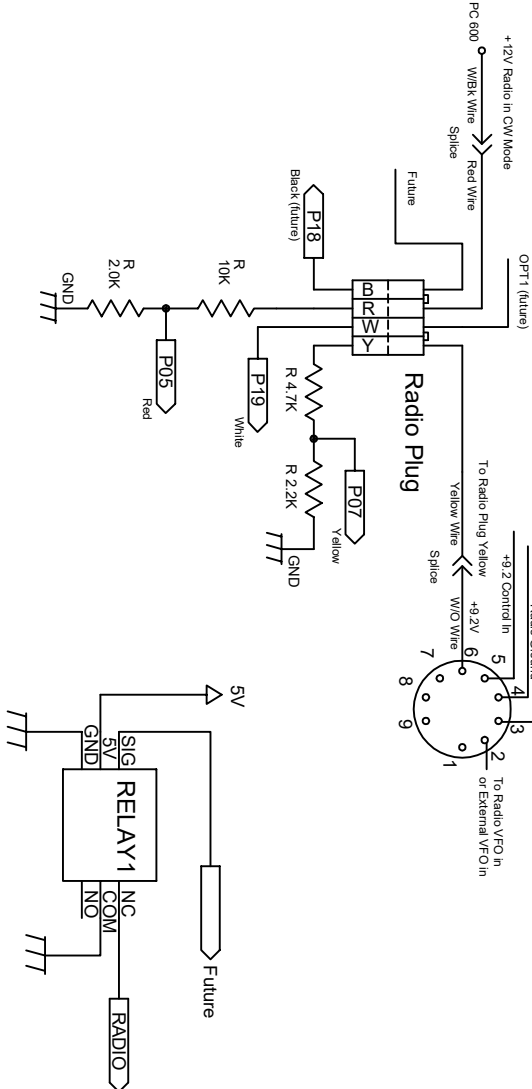 +12V Radio in CW Mode
PC 600
W/Bk Wire
Splice
Red Wire
Future
OPT1 (future)
P18
Black (future)
B
R
W
Y
Radio Plug
R
10K
R
2.0K
GND
P05
Red
P19
White
R 4.7K
R 2.2K
P07
Yellow
GND
To Radio Plug Yellow
Yellow Wire
Splice
+9.2V
W/O Wire
+9.2 Control In
1
2
3
4
5
6
7
8
9
To Radio VFO in
or External VFO in
5V
SIG
5V
GND
RELAY1
NC
COM
NO
Future
RADIO